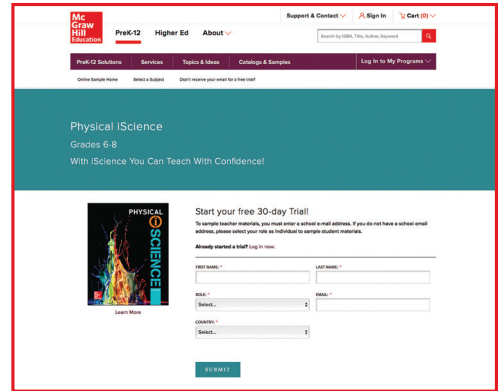 Mc
Graw
Hill
Education
Support & Contact
Sign In
Cart (0)
PreK-12
Higher Ed
About
Search by ISBN, Title, Author, Keyword
PreK-12 Solutions
Services
Topics & Ideas
Catalogs & Samples
Log In to My Programs
Online Sample Home
Select a Subject
Didn't receive your email for a free trial?
Physical iScience
Grades 6-8
With iScience You Can Teach With Confidence!
PHYSICAL
iSCIENCE
Learn More
Start your free 30-day Trial!
To sample teacher materials, you must enter a school e-mail address. If you do not have a school email
address, please select your role as Individual to sample student materials.
Already started a trial? Log in now.
FIRST NAME: *
LAST NAME: *
ROLE: *
EMAIL: *
Select...
COUNTRY: *
Select...
SUBMIT